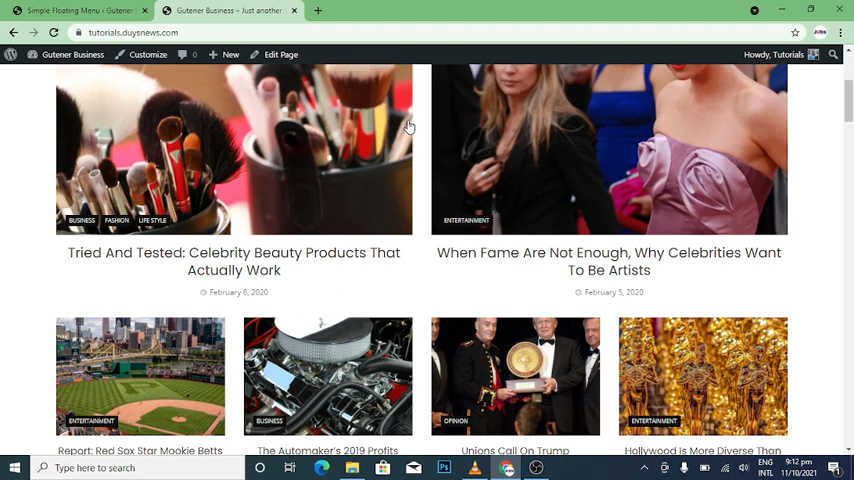 Simple Floating Menu ‹ Gutener
Gutener Business – Just another
tutorials.duysnews.com
Gutener Business
Customize
0
New
Edit Page
Howdy, Tutorials
BUSINESS FASHION LIFE STYLE
ENTERTAINMENT
Tried And Tested: Celebrity Beauty Products That
Actually Work
When Fame Are Not Enough, Why Celebrities Want
To Be Artists
February 6, 2020
February 5, 2020
ENTERTAINMENT
BUSINESS
OPINION
ENTERTAINMENT
Report: Red Sox Star Mookie Betts
The Automaker's 2019 Profits
Unions Call On Trump
Hollywood Is More Diverse Than
Type here to search
Ps
ENG
INTL
9:12 pm
11/10/2021